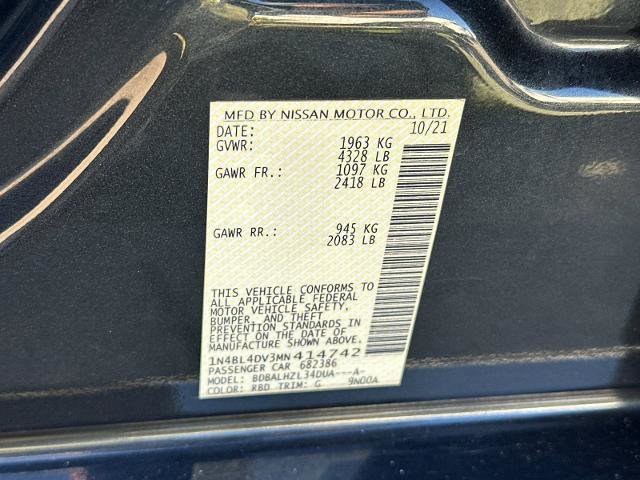 MFD BY NISSAN MOTOR CO., LTD.
DATE: 10/21
GVWR: 1963 KG
4328 LB
GAWR FR.: 1097 KG
2418 LB
GAWR RR.: 945 KG
2083 LB
THIS VEHICLE CONFORMS TO
ALL APPLICABLE FEDERAL
MOTOR VEHICLE SAFETY,
BUMPER, AND THEFT
PREVENTION STANDARDS IN
EFFECT ON THE DATE OF
MANUFACTURE SHOWN ABOVE.
1N4BL4DV3MN414742
PASSENGER CAR 682386
MODEL: BDBALHZL34DUA---A-
COLOR: RBD TRIM: G 9N00A